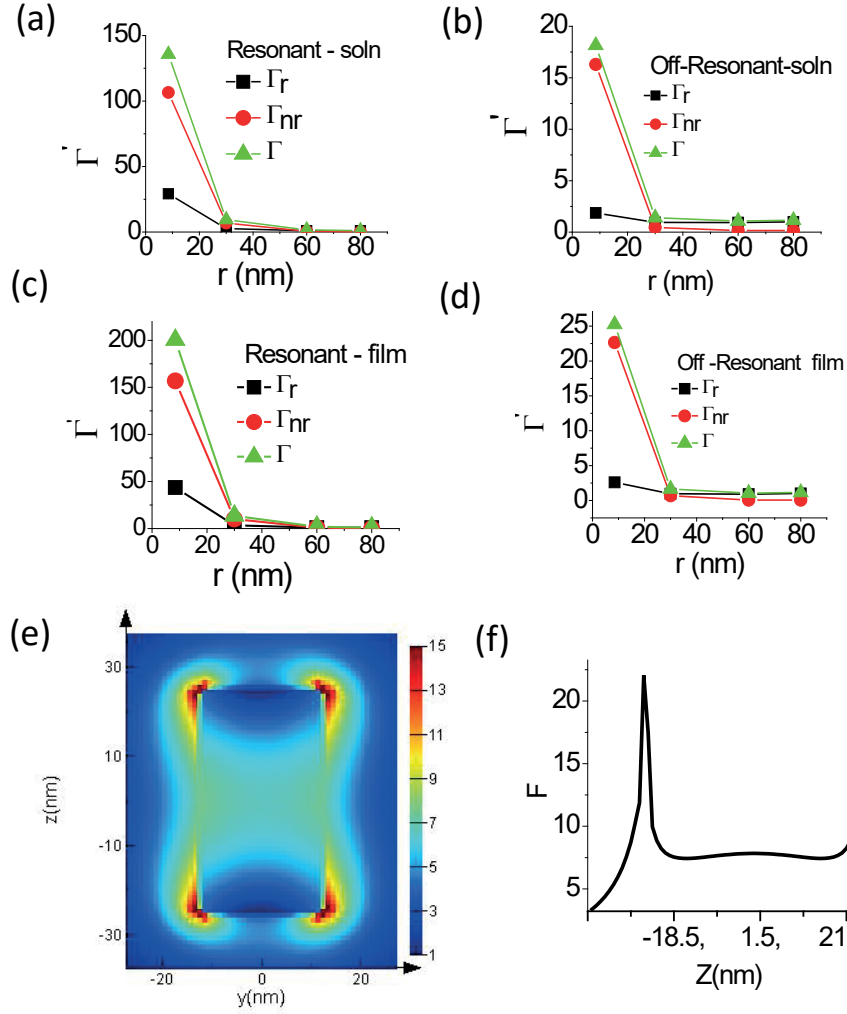 (a)
150
100
50
0
Γ'
Resonant - soln
Γr
Γnr
Γ
0 20 40 60 80
r (nm)
(b)
20
15
10
5
0
Γ'
Off-Resonant-soln
Γr
Γnr
Γ
0 20 40 60 80
r (nm)
(c)
200
150
100
50
0
Γ'
Resonant - film
Γr
Γnr
Γ
0 20 40 60 80
r (nm)
(d)
25
20
15
10
5
0
Γ'
Off -Resonant film
Γr
Γnr
Γ
0 20 40 60 80
r (nm)
(e)
30
10
-10
-30
z(nm)
-20 0 20
y(nm)
15
13
11
9
7
5
3
1
(f)
20
15
10
5
F
-18.5, 1.5, 21
Z(nm)